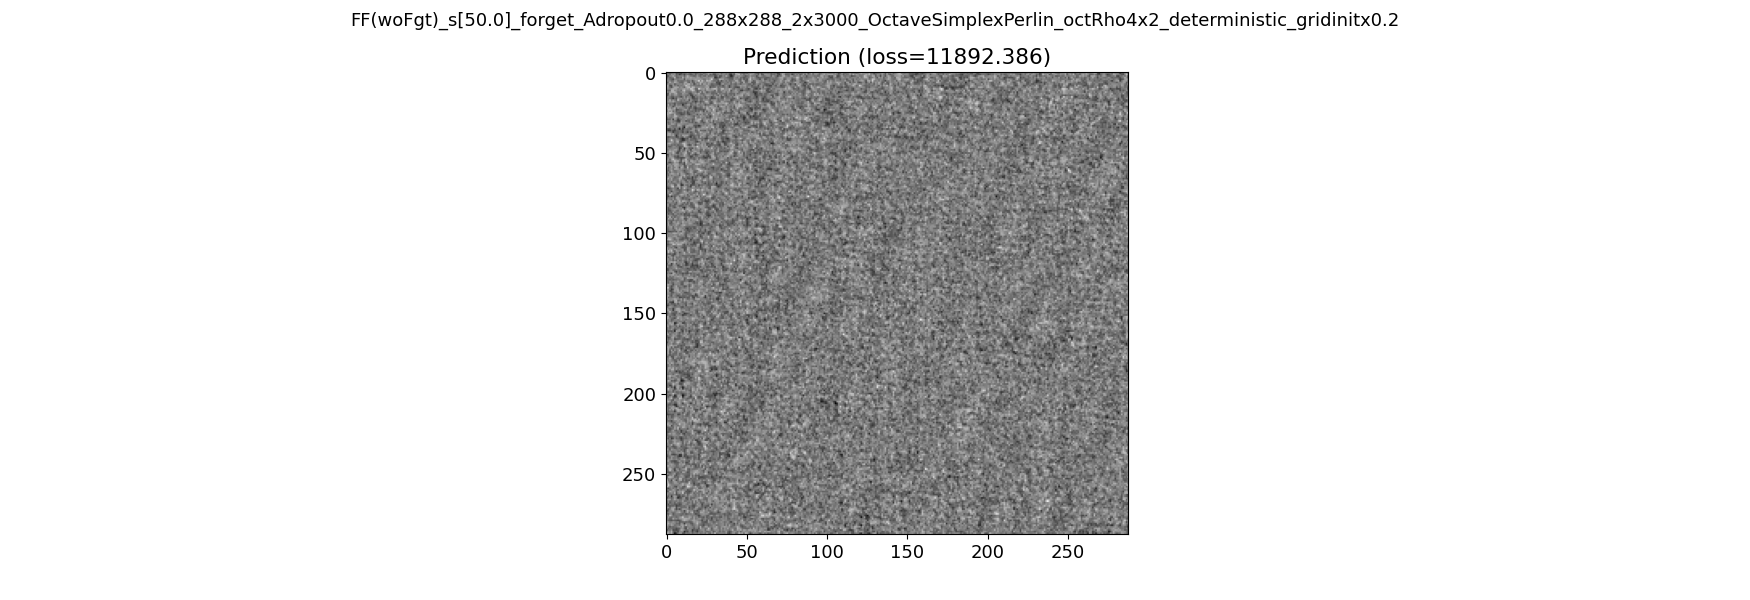 FF(woFgt)_s[50.0]_forget_Adropout0.0_288x288_2x3000_OctaveSimplexPerlin_octRho4x2_deterministic_gridinitx0.2
Prediction (loss=11892.386)
0
50
100
150
200
250
0 50 100 150 200 250